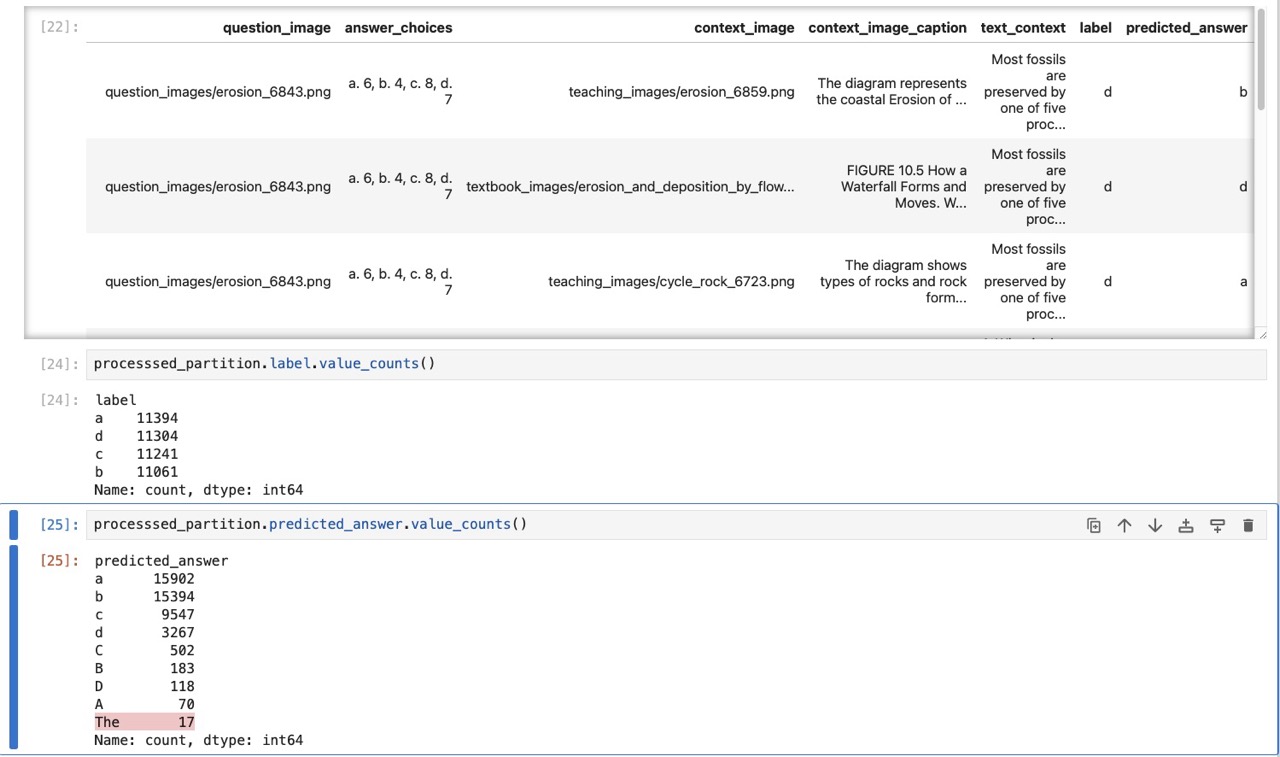 [22]: question_image answer_choices context_image context_image_caption text_context label predicted_answer
question_images/erosion_6843.png a. 6, b. 4, c. 8, d. 7 teaching_images/erosion_6859.png The diagram represents the coastal Erosion of ... Most fossils are preserved by one of five proc... d b
question_images/erosion_6843.png a. 6, b. 4, c. 8, d. 7 textbook_images/erosion_and_deposition_by_flow... FIGURE 10.5 How a Waterfall Forms and Moves. W... Most fossils are preserved by one of five proc... d d
question_images/erosion_6843.png a. 6, b. 4, c. 8, d. 7 teaching_images/cycle_rock_6723.png The diagram shows types of rocks and rock form... Most fossils are preserved by one of five proc... d a
[24]: processsed_partition.label.value_counts()
[24]: label
a 11394
d 11304
c 11241
b 11061
Name: count, dtype: int64
[25]: processsed_partition.predicted_answer.value_counts()
[25]: predicted_answer
a 15902
b 15394
c 9547
d 3267
C 502
B 183
D 118
A 70
The 17
Name: count, dtype: int64